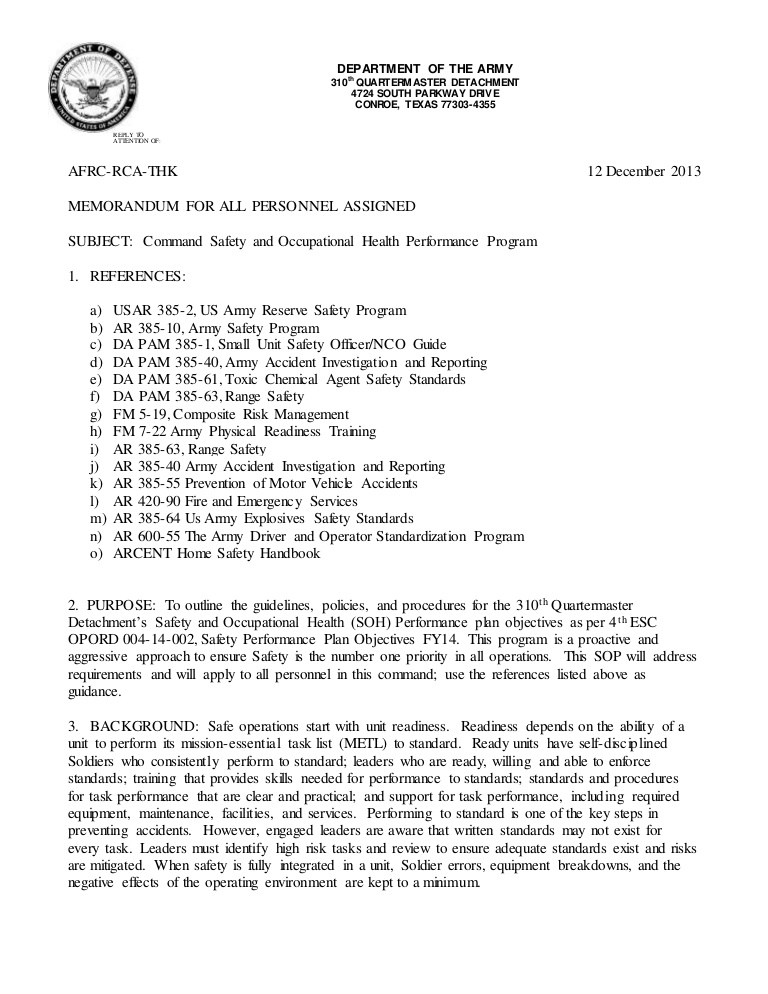 DEPARTMENT OF DEFENSE
UNITED STATES OF AMERICA
DEPARTMENT OF THE ARMY
310th QUARTERMASTER DETACHMENT
4724 SOUTH PARKWAY DRIVE
CONROE, TEXAS 77303-4355
REPLY TO
ATTENTION OF:
AFRC-RCA-THK 12 December 2013
MEMORANDUM FOR ALL PERSONNEL ASSIGNED
SUBJECT: Command Safety and Occupational Health Performance Program
1. REFERENCES:
a) USAR 385-2, US Army Reserve Safety Program
b) AR 385-10, Army Safety Program
c) DA PAM 385-1, Small Unit Safety Officer/NCO Guide
d) DA PAM 385-40, Army Accident Investigation and Reporting
e) DA PAM 385-61, Toxic Chemical Agent Safety Standards
f) DA PAM 385-63, Range Safety
g) FM 5-19, Composite Risk Management
h) FM 7-22 Army Physical Readiness Training
i) AR 385-63, Range Safety
j) AR 385-40 Army Accident Investigation and Reporting
k) AR 385-55 Prevention of Motor Vehicle Accidents
l) AR 420-90 Fire and Emergency Services
m) AR 385-64 Us Army Explosives Safety Standards
n) AR 600-55 The Army Driver and Operator Standardization Program
o) ARCENT Home Safety Handbook
2. PURPOSE: To outline the guidelines, policies, and procedures for the 310th Quartermaster
Detachment's Safety and Occupational Health (SOH) Performance plan objectives as per 4th ESC
OPORD 004-14-002, Safety Performance Plan Objectives FY14. This program is a proactive and
aggressive approach to ensure Safety is the number one priority in all operations. This SOP will address
requirements and will apply to all personnel in this command; use the references listed above as
guidance.
3. BACKGROUND: Safe operations start with unit readiness. Readiness depends on the ability of a
unit to perform its mission-essential task list (METL) to standard. Ready units have self-disciplined
Soldiers who consistently perform to standard; leaders who are ready, willing and able to enforce
standards; training that provides skills needed for performance to standards; standards and procedures
for task performance that are clear and practical; and support for task performance, including required
equipment, maintenance, facilities, and services. Performing to standard is one of the key steps in
preventing accidents. However, engaged leaders are aware that written standards may not exist for
every task. Leaders must identify high risk tasks and review to ensure adequate standards exist and risks
are mitigated. When safety is fully integrated in a unit, Soldier errors, equipment breakdowns, and the
negative effects of the operating environment are kept to a minimum.